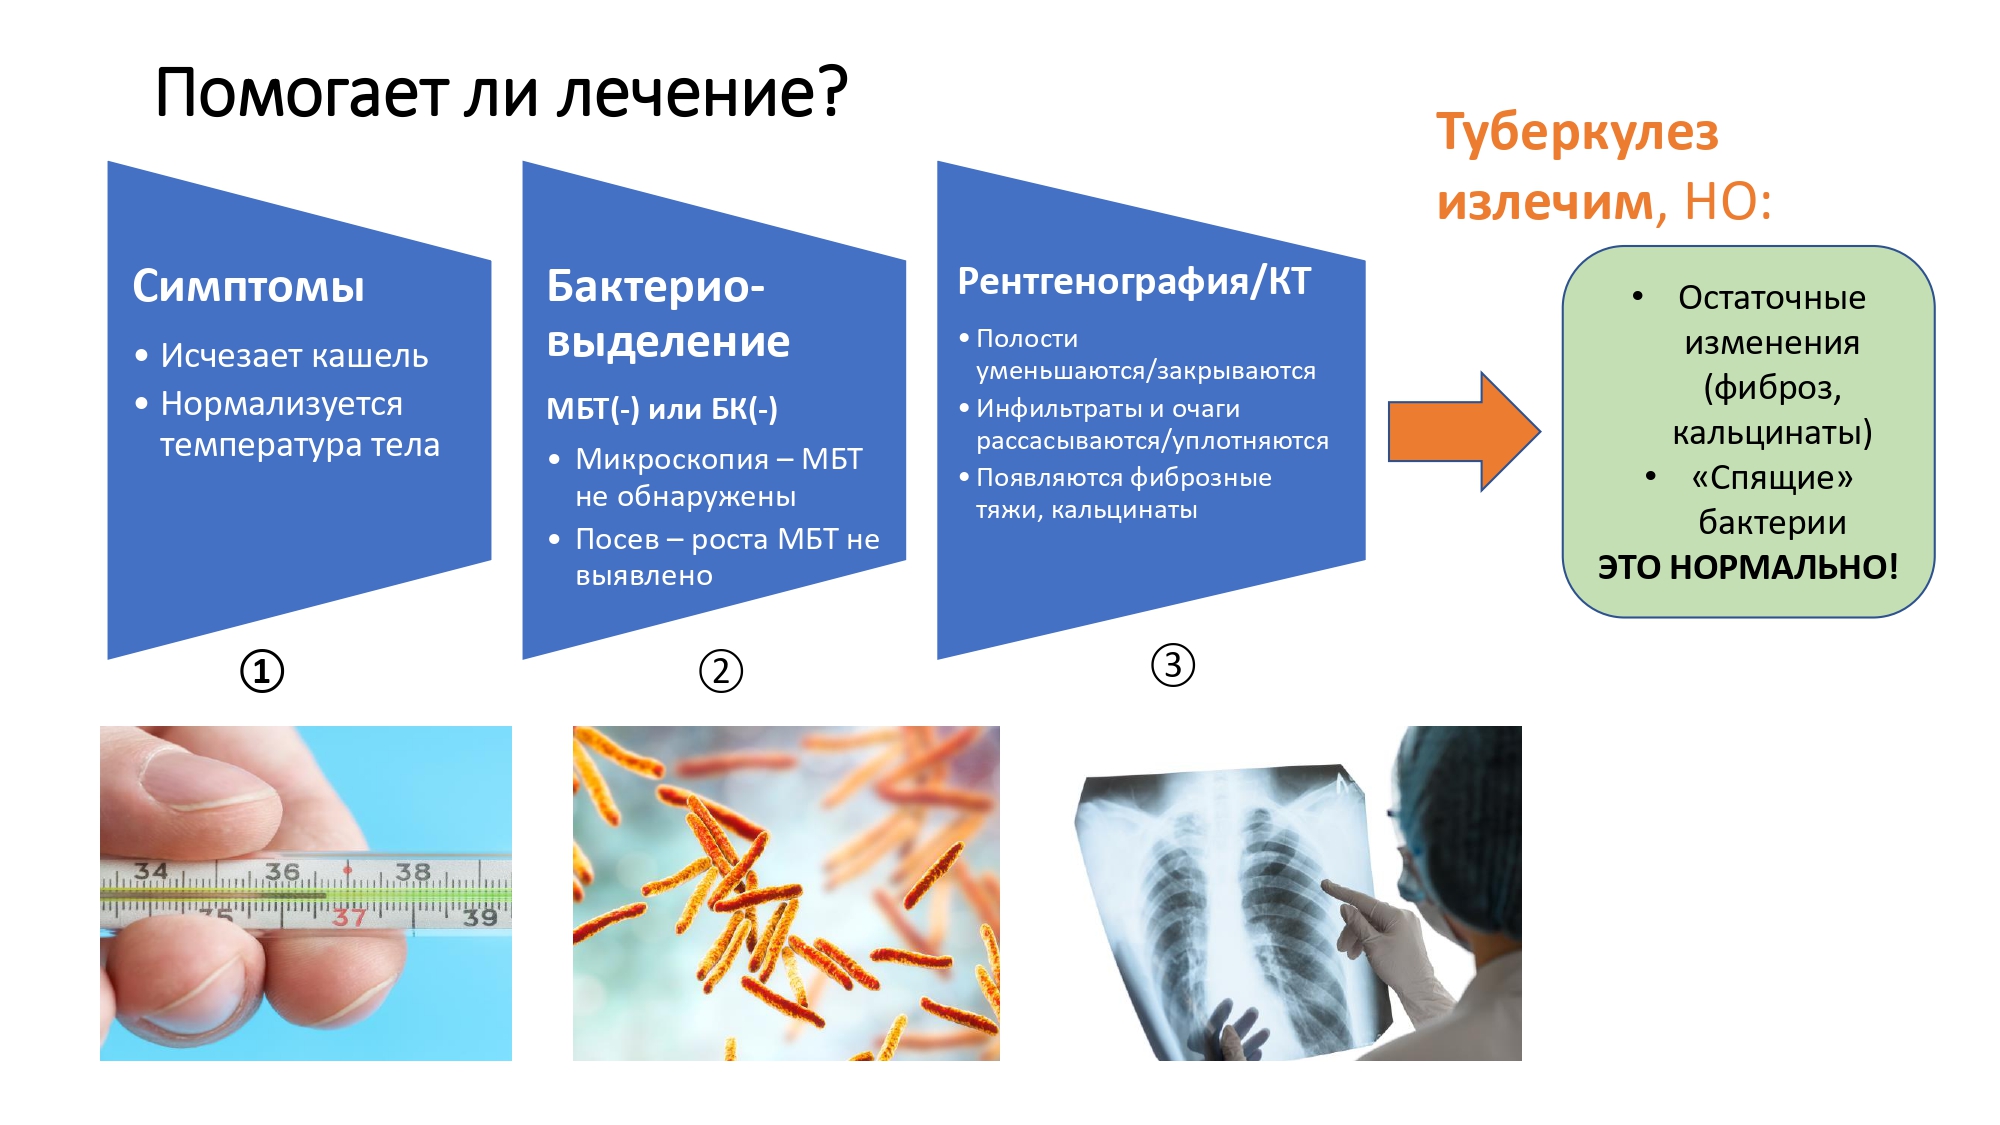 Помогает ли лечение?
Туберкулез
излечим, НО:
Симптомы
• Исчезает кашель
• Нормализуется
температура тела
①
Бактерио-
выделение
МБТ(-) или БК(-)
• Микроскопия – МБТ
не обнаружены
• Посев – роста МБТ не
выявлено
②
Рентгенография/КТ
• Полости
уменьшаются/закрываются
• Инфильтраты и очаги
рассасываются/уплотняются
• Появляются фиброзные
тяжи, кальцинаты
③
• Остаточные
изменения
(фиброз,
кальцинаты)
• «Спящие»
бактерии
ЭТО НОРМАЛЬНО!
34 36 38
35 37 39